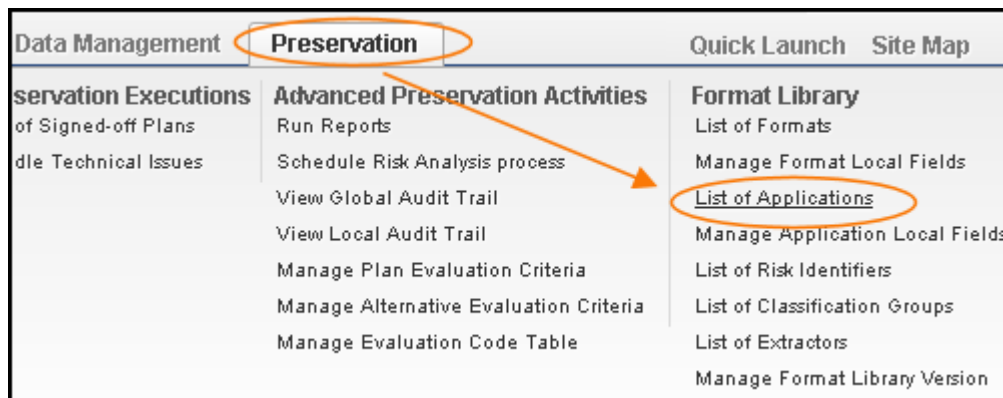 Data Management
Preservation
Quick Launch
Site Map
servation Executions
of Signed-off Plans
dle Technical Issues
Advanced Preservation Activities
Run Reports
Schedule Risk Analysis process
View Global Audit Trail
View Local Audit Trail
Manage Plan Evaluation Criteria
Manage Alternative Evaluation Criteria
Manage Evaluation Code Table
Format Library
List of Formats
Manage Format Local Fields
List of Applications
Manage Application Local Fields
List of Risk Identifiers
List of Classification Groups
List of Extractors
Manage Format Library Version